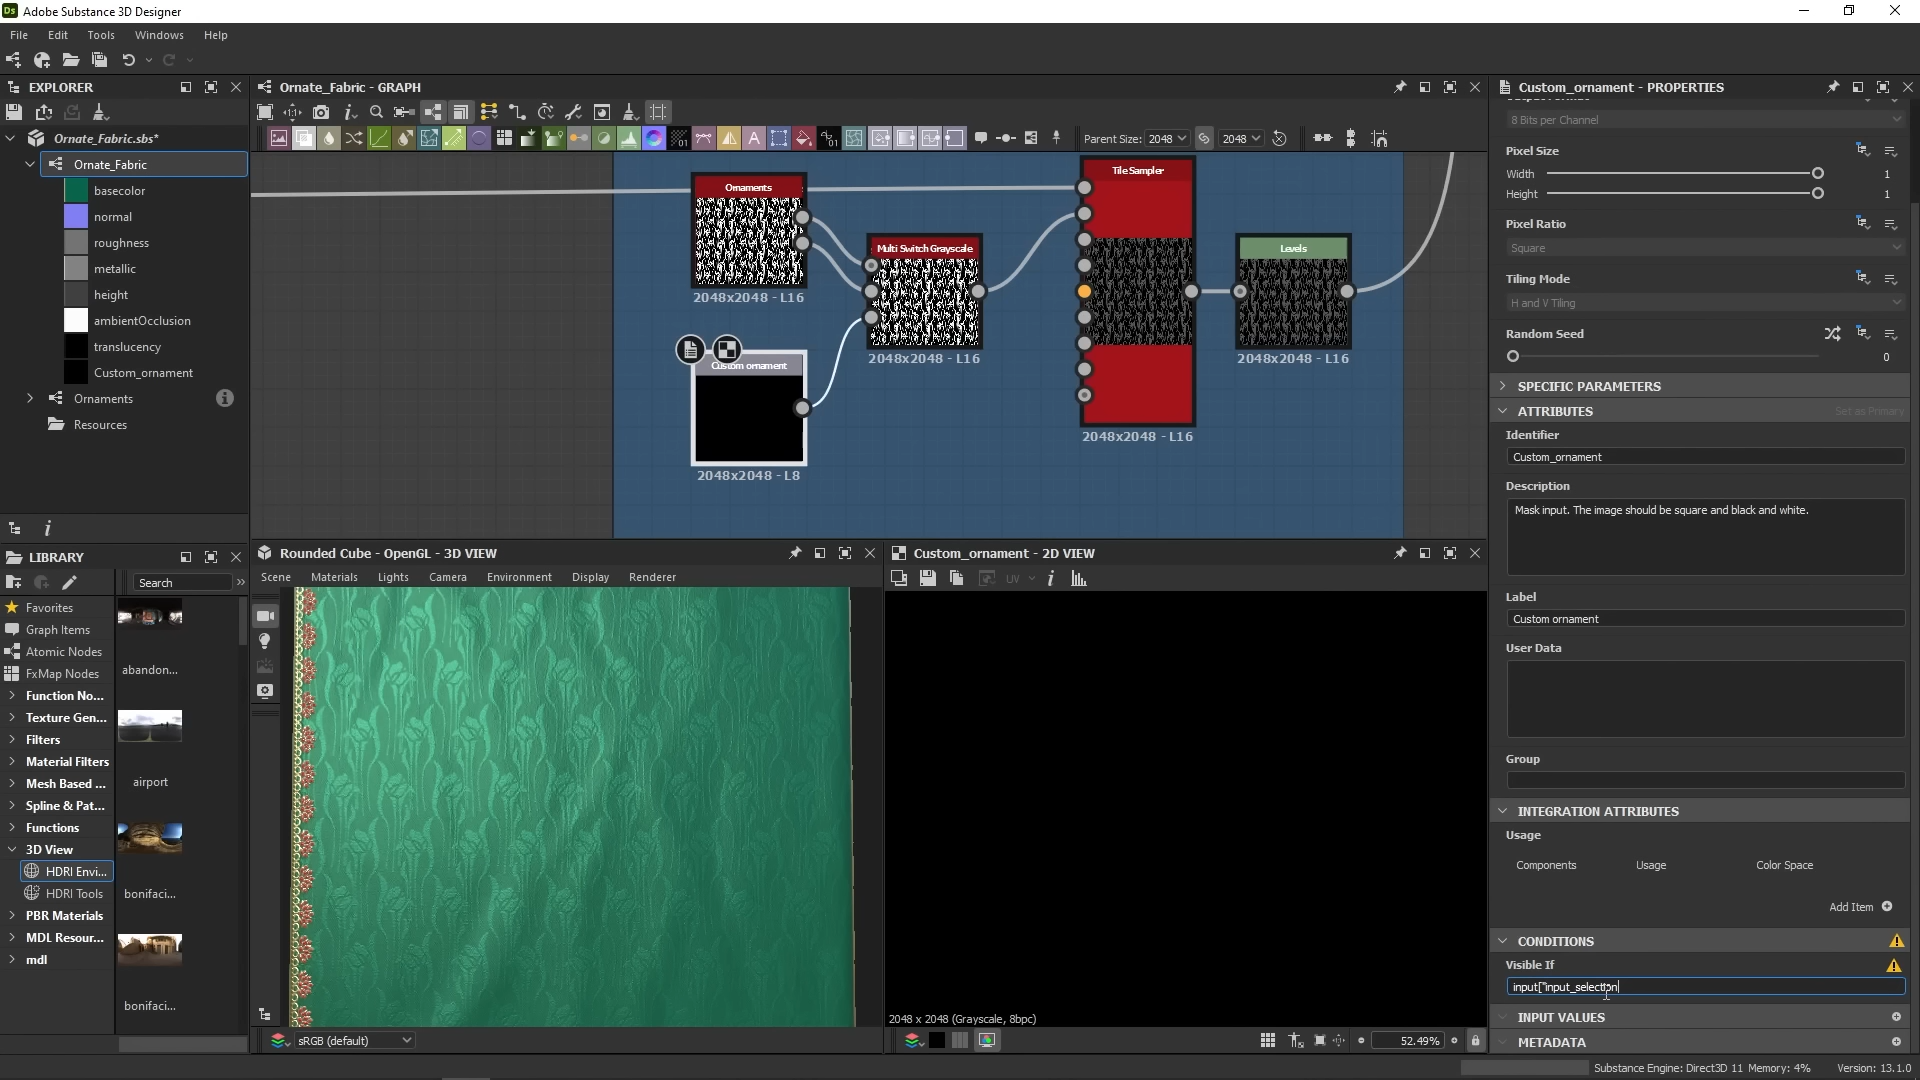 Ds Adobe Substance 3D Designer
File Edit Tools Windows Help
EXPLORER
Ornate_Fabric.sbs*
Ornate_Fabric
basecolor
normal
roughness
metallic
height
ambientOcclusion
translucency
Custom_ornament
Ornaments
Resources
LIBRARY
Search
Favorites
Graph Items
Atomic Nodes
FxMap Nodes
Function No...
Texture Gen...
Filters
Material Filters
Mesh Based ...
Spline & Pat...
Functions
3D View
HDRI Envi...
HDRI Tools
PBR Materials
MDL Resour...
mdl
abandon...
airport
bonifaci...
bonifaci...
Ornate_Fabric - GRAPH
Parent Size: 2048 2048
Ornaments
2048x2048 - L16
Custom ornament
2048x2048 - L8
Multi Switch Grayscale
2048x2048 - L16
Tile Sampler
2048x2048 - L16
Levels
2048x2048 - L16
Rounded Cube - OpenGL - 3D VIEW
Scene Materials Lights Camera Environment Display Renderer
sRGB (default)
Custom_ornament - 2D VIEW
UV
2048 x 2048 (Grayscale, 8bpc)
52.49%
Custom_ornament - PROPERTIES
8 Bits per Channel
Pixel Size
Width 1
Height 1
Pixel Ratio
Square
Tiling Mode
H and V Tiling
Random Seed
0
SPECIFIC PARAMETERS
ATTRIBUTES Set as Primary
Identifier
Custom_ornament
Description
Mask input. The image should be square and black and white.
Label
Custom ornament
User Data
Group
INTEGRATION ATTRIBUTES
Usage
Components Usage Color Space
Add Item
CONDITIONS
Visible If
input["input_selection
INPUT VALUES
METADATA
Substance Engine: Direct3D 11 Memory: 4% Version: 13.1.0